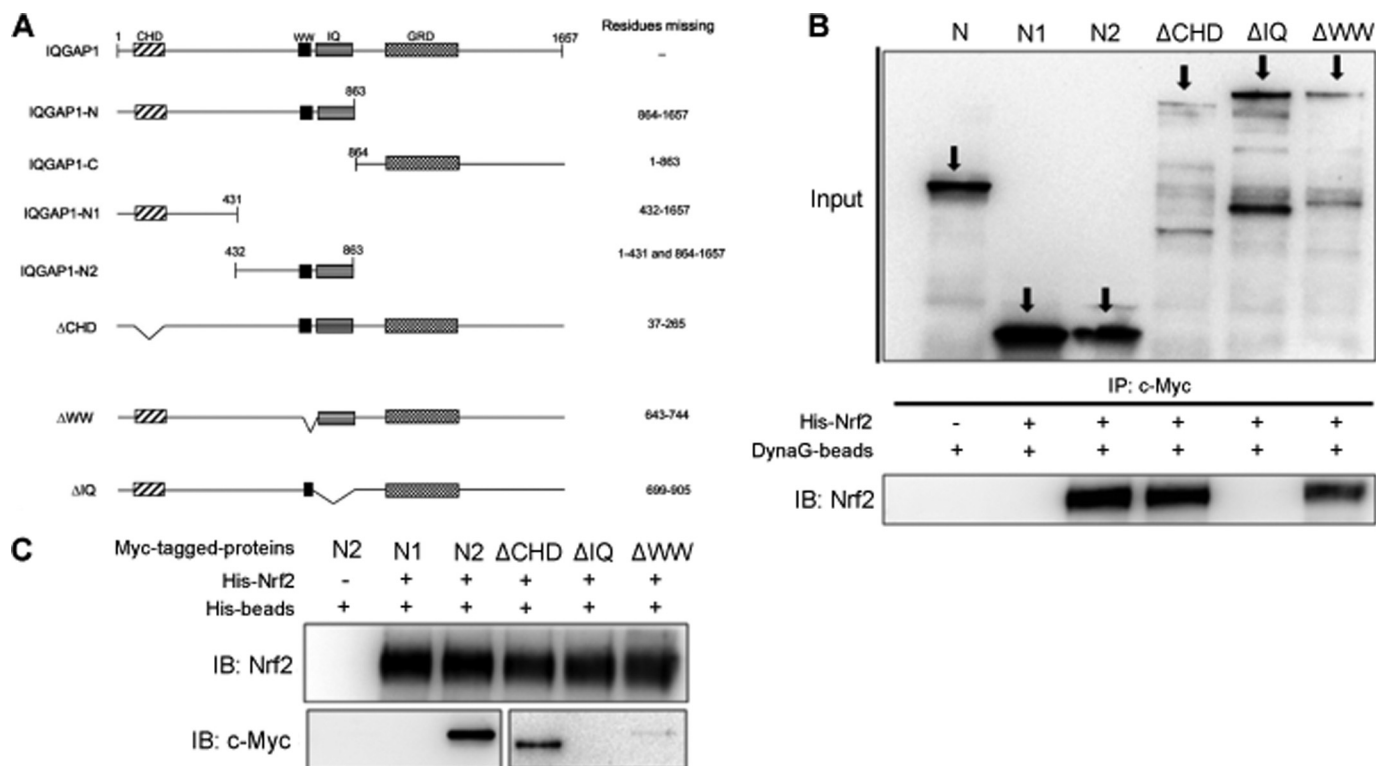 A
Residues missing
1 CHD WW IQ GRD 1657
IQGAP1 –
863
IQGAP1-N 864-1657
864
IQGAP1-C 1-863
431
IQGAP1-N1 432-1657
432 863
IQGAP1-N2 1-431 and 864-1657
ΔCHD 37-265
ΔWW 643-744
ΔIQ 699-905
B
N N1 N2 ΔCHD ΔIQ ΔWW
Input
IP: c-Myc
His-Nrf2 - + + + + +
DynaG-beads + + + + + +
IB: Nrf2
C
Myc-tagged-proteins N2 N1 N2 ΔCHD ΔIQ ΔWW
His-Nrf2 - + + + + +
His-beads + + + + + +
IB: Nrf2
IB: c-Myc